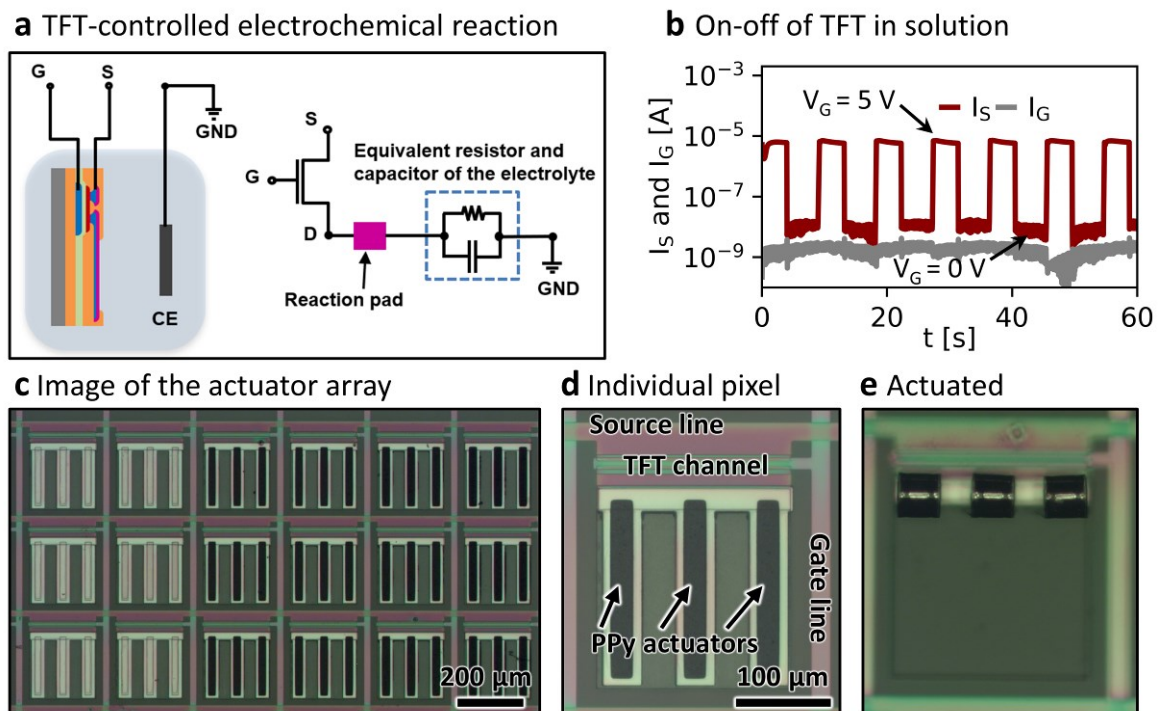 a TFT-controlled electrochemical reaction
G
S
GND
CE
S
G
D
Equivalent resistor and
capacitor of the electrolyte
Reaction pad
GND
b On-off of TFT in solution
I_S and I_G [A]
10⁻³
10⁻⁵
10⁻⁷
10⁻⁹
V_G = 5 V
I_S I_G
V_G = 0 V
0 20 40 60
t [s]
c Image of the actuator array
200 µm
d Individual pixel
Source line
TFT channel
Gate line
PPy actuators
100 µm
e Actuated